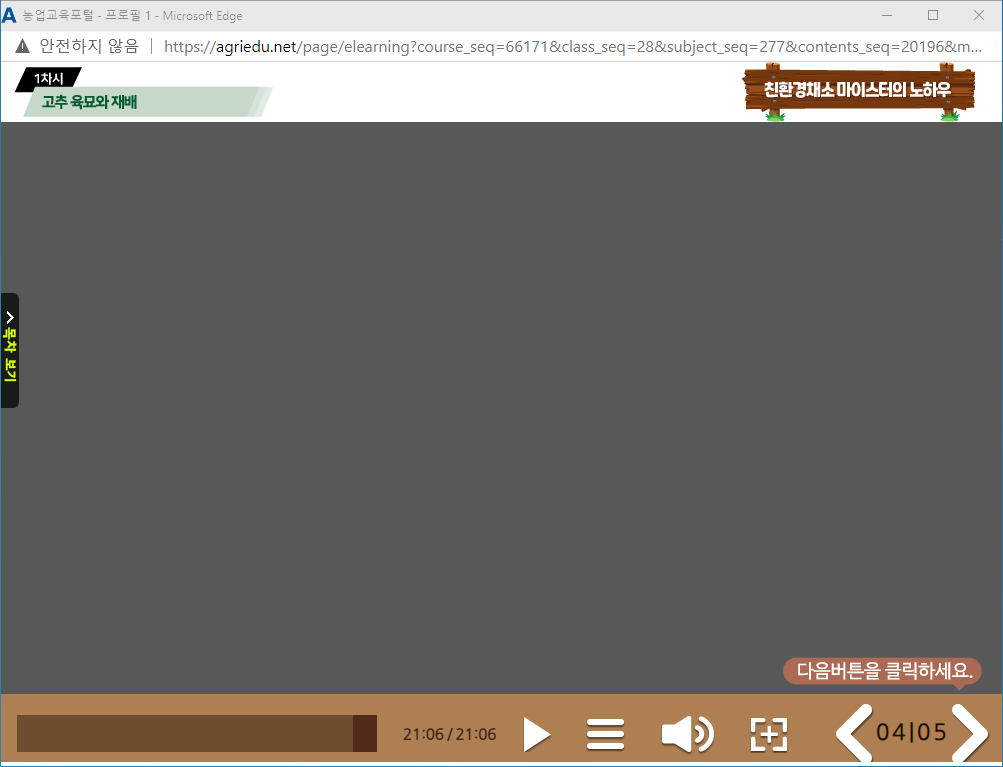 농업교육포털 - 프로필 1 - Microsoft Edge
안전하지 않음 | https://agriedu.net/page/elearning?course_seq=66171&class_seq=28&subject_seq=277&contents_seq=20196&m...
1차시
고추 육묘와 재배
친환경채소 마이스터의 노하우
목차 보기
다음버튼을 클릭하세요.
21:06 / 21:06
04|05